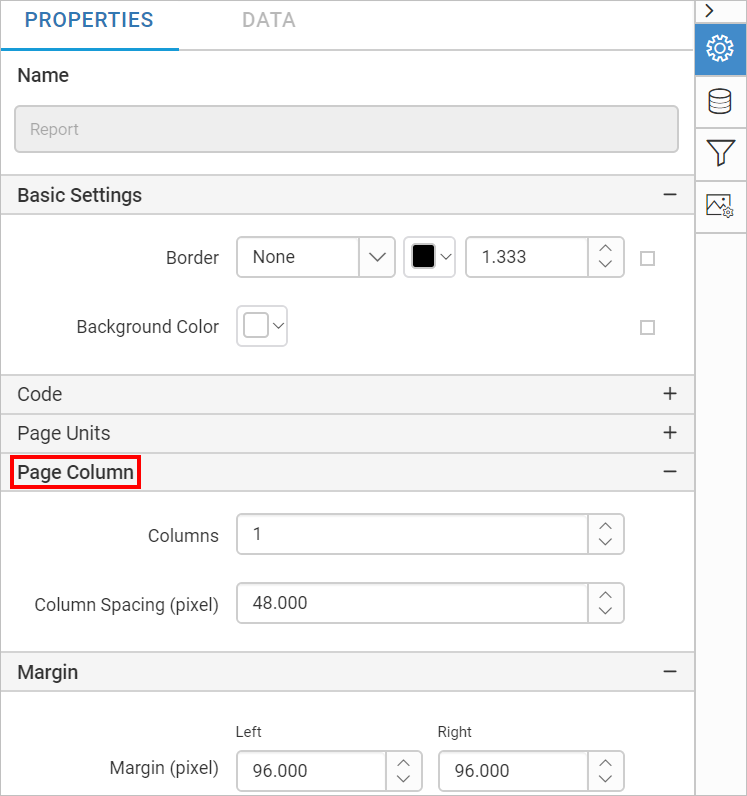 PROPERTIES DATA
Name
Report
Basic Settings
Border None 1.333
Background Color
Code
Page Units
Page Column
Columns 1
Column Spacing (pixel) 48.000
Margin
Left Right
Margin (pixel) 96.000 96.000